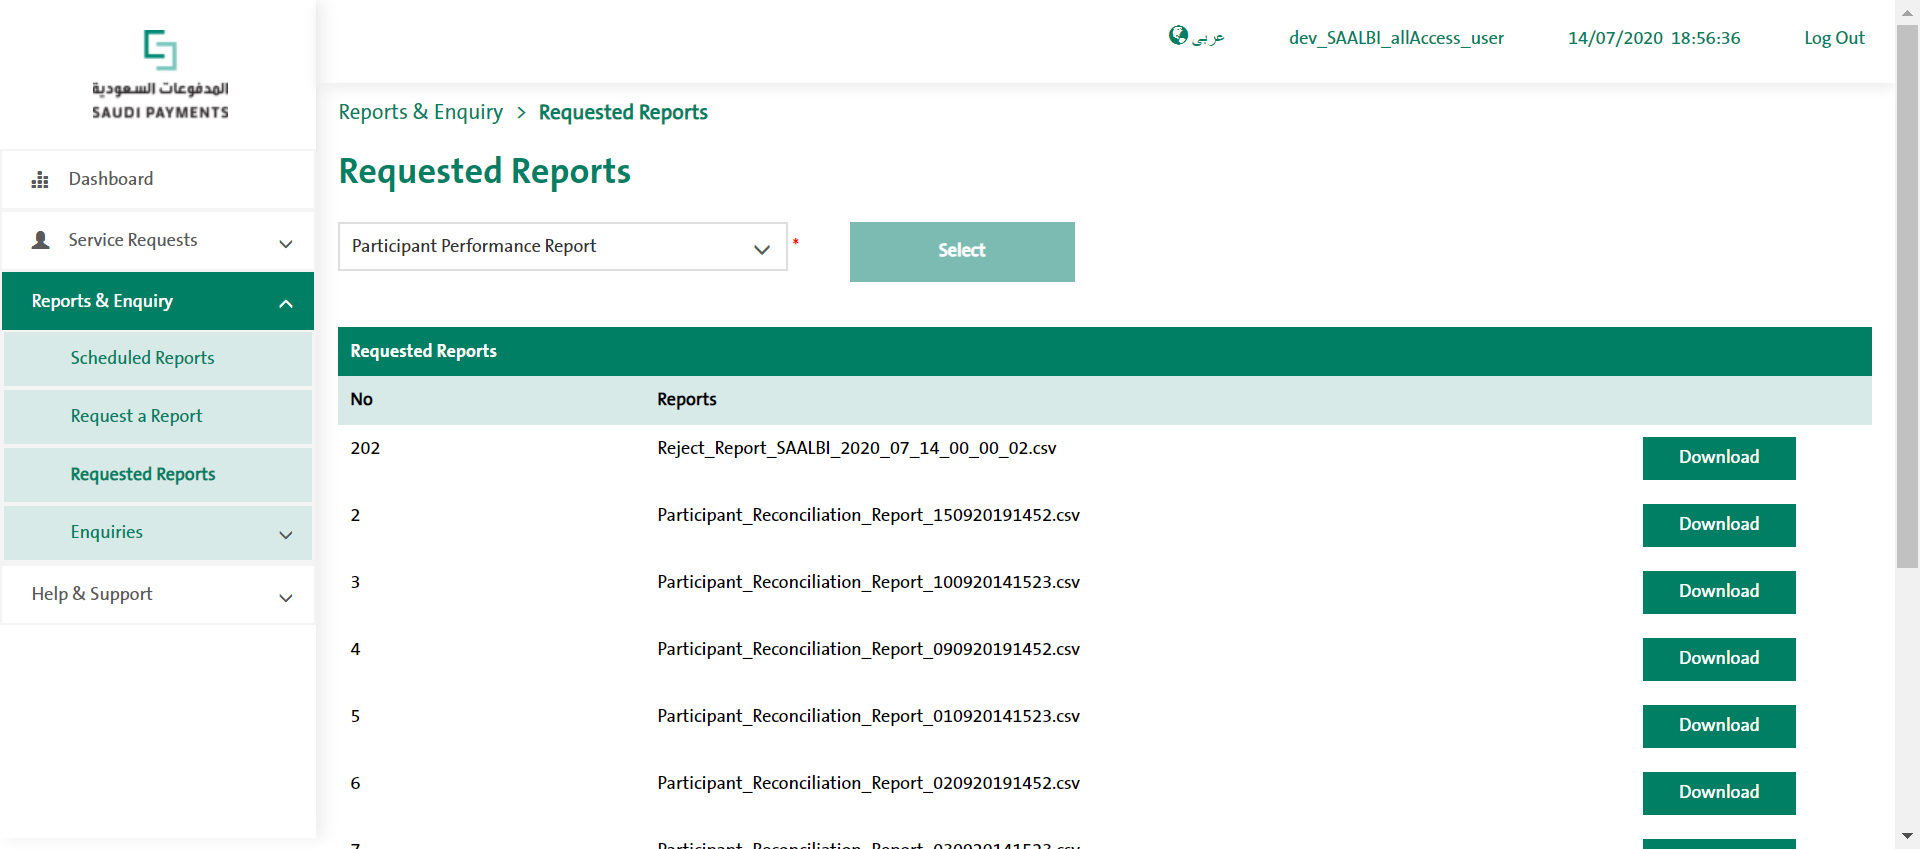 المدفوعات السعودية
SAUDI PAYMENTS
عربى
dev_SAALBI_allAccess_user
14/07/2020 18:56:36
Log Out
Dashboard
Service Requests
Reports & Enquiry
Scheduled Reports
Request a Report
Requested Reports
Enquiries
Help & Support
Reports & Enquiry > Requested Reports
Requested Reports
Participant Performance Report *
Select
Requested Reports
No Reports
202 Reject_Report_SAALBI_2020_07_14_00_00_02.csv Download
2 Participant_Reconciliation_Report_150920191452.csv Download
3 Participant_Reconciliation_Report_100920141523.csv Download
4 Participant_Reconciliation_Report_090920191452.csv Download
5 Participant_Reconciliation_Report_010920141523.csv Download
6 Participant_Reconciliation_Report_020920191452.csv Download
7 Participant_Reconciliation_Report_030920141523.csv